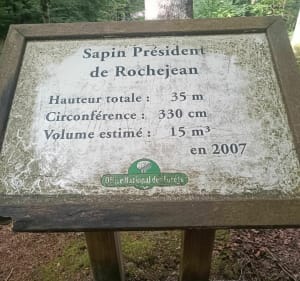 Sapin Président
de Rochejean
Hauteur totale : 35 m
Circonférence : 330 cm
Volume estimé : 15 m³
en 2007
Office National des Forêts